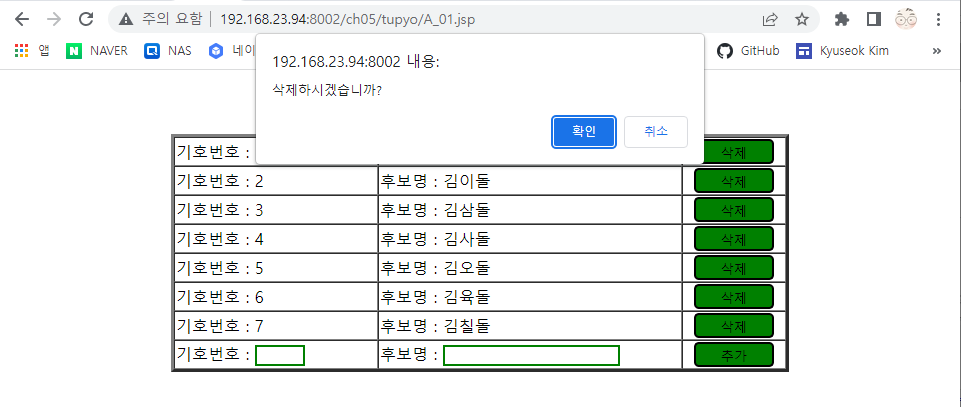 주의 요함 | 192.168.23.94:8002/ch05/tupyo/A_01.jsp
앱 NAVER NAS 네이 GitHub Kyuseok Kim »
192.168.23.94:8002 내용:
삭제하시겠습니까?
확인 취소
기호번호 : 삭제
기호번호 : 2 후보명 : 김이돌 삭제
기호번호 : 3 후보명 : 김삼돌 삭제
기호번호 : 4 후보명 : 김사돌 삭제
기호번호 : 5 후보명 : 김오돌 삭제
기호번호 : 6 후보명 : 김육돌 삭제
기호번호 : 7 후보명 : 김칠돌 삭제
기호번호 : 후보명 : 추가